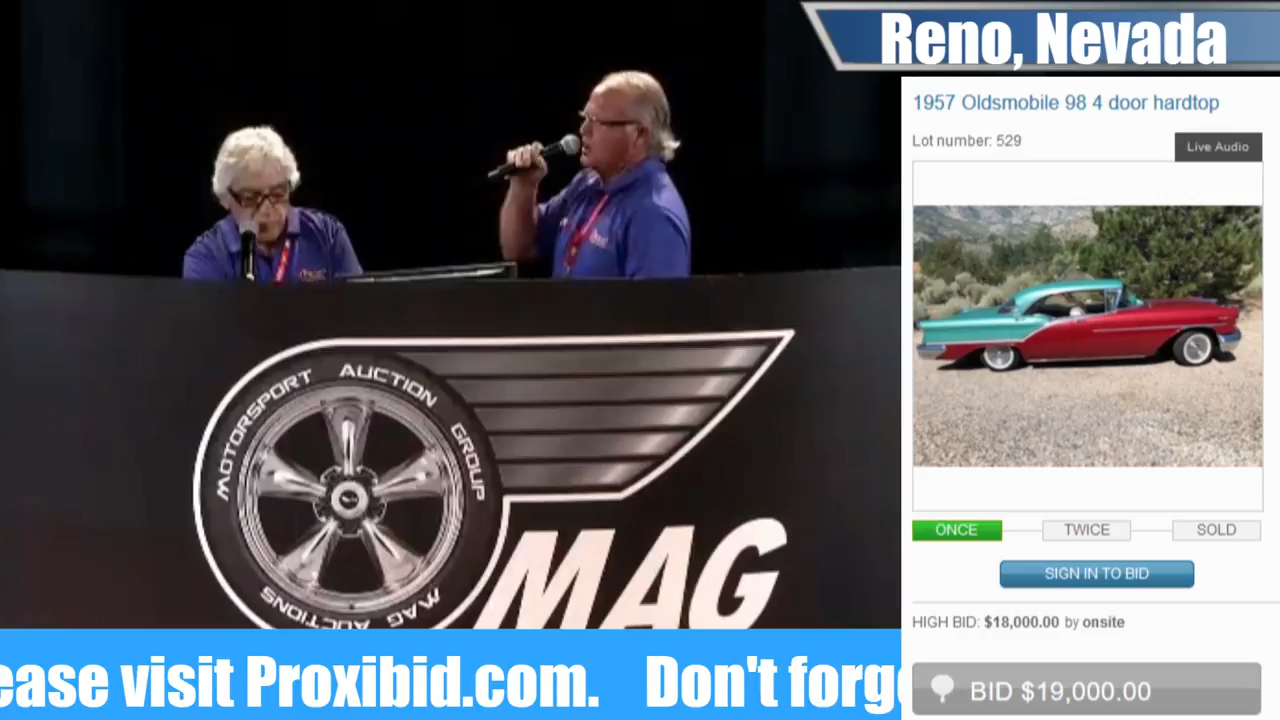 Reno, Nevada
1957 Oldsmobile 98 4 door hardtop
Lot number: 529
Live Audio
MOTORSPORT AUCTION GROUP
MAG AUCTIONS
MAG
ONCE
TWICE
SOLD
SIGN IN TO BID
HIGH BID: $18,000.00 by onsite
BID $19,000.00
ease visit Proxibid.com. Don't forge